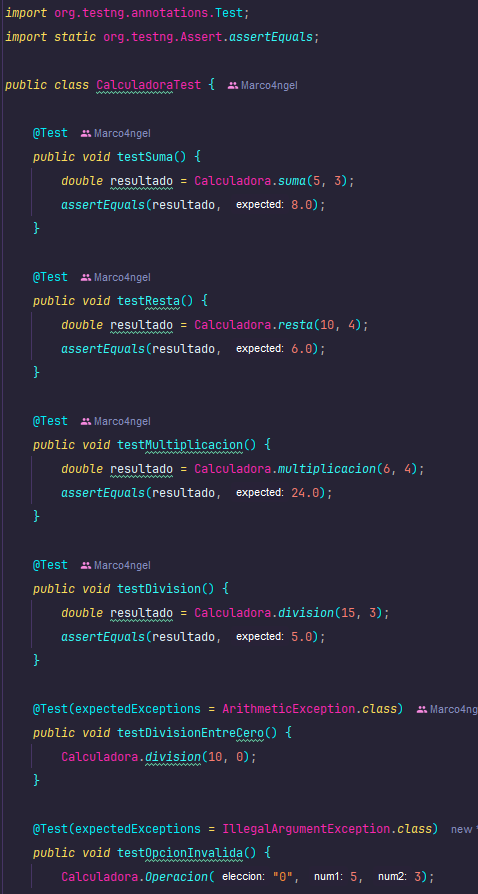 import org.testng.annotations.Test;
import static org.testng.Assert.assertEquals;
public class CalculadoraTest { Marco4ngel
@Test Marco4ngel
public void testSuma() {
double resultado = Calculadora.suma(5, 3);
assertEquals(resultado, expected: 8.0);
}
@Test Marco4ngel
public void testResta() {
double resultado = Calculadora.resta(10, 4);
assertEquals(resultado, expected: 6.0);
}
@Test Marco4ngel
public void testMultiplicacion() {
double resultado = Calculadora.multiplicacion(6, 4);
assertEquals(resultado, expected: 24.0);
}
@Test Marco4ngel
public void testDivision() {
double resultado = Calculadora.division(15, 3);
assertEquals(resultado, expected: 5.0);
}
@Test(expectedExceptions = ArithmeticException.class) Marco4ng
public void testDivisionEntreCero() {
Calculadora.division(10, 0);
}
@Test(expectedExceptions = IllegalArgumentException.class) new *
public void testOpcionInvalida() {
Calculadora.Operacion( eleccion: "0", num1: 5, num2: 3);